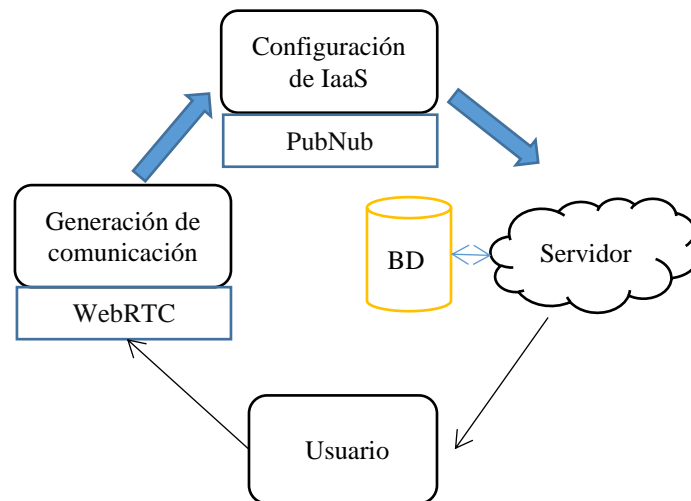 Configuración
de IaaS
PubNub
Generación de
comunicación
WebRTC
BD
Servidor
Usuario